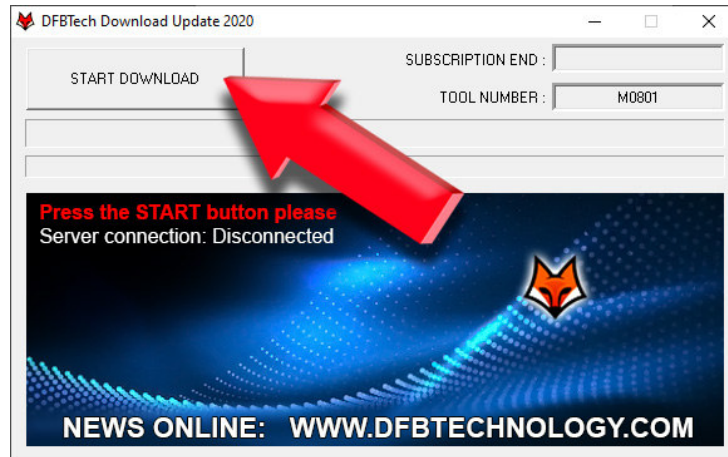 DFBTech Download Update 2020
START DOWNLOAD
SUBSCRIPTION END :
TOOL NUMBER : M0801
Press the START button please
Server connection: Disconnected
NEWS ONLINE: WWW.DFBTECHNOLOGY.COM